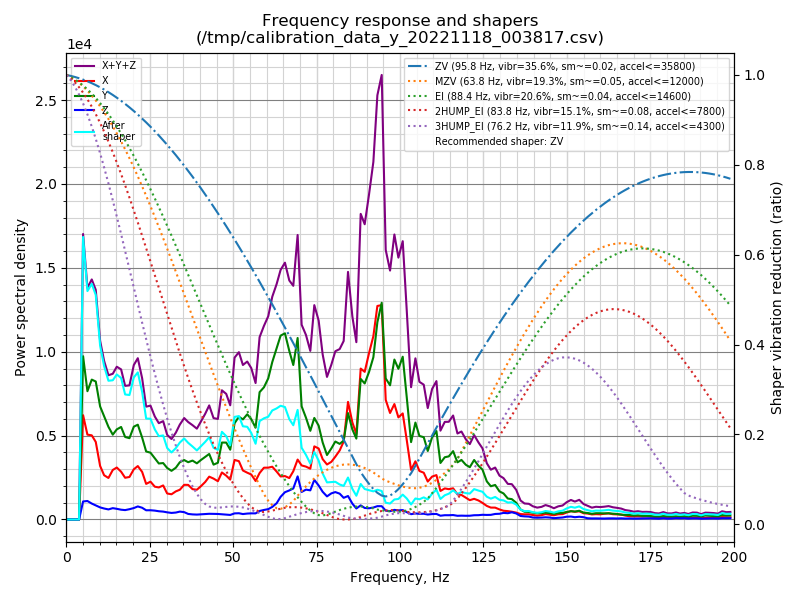 Frequency response and shapers
(/tmp/calibration_data_y_20221118_003817.csv)
1e4
X+Y+Z
X
Y
Z
After
shaper
ZV (95.8 Hz, vibr=35.6%, sm~=0.02, accel<=35800)
MZV (63.8 Hz, vibr=19.3%, sm~=0.05, accel<=12000)
EI (88.4 Hz, vibr=20.6%, sm~=0.04, accel<=14600)
2HUMP_EI (83.8 Hz, vibr=15.1%, sm~=0.08, accel<=7800)
3HUMP_EI (76.2 Hz, vibr=11.9%, sm~=0.14, accel<=4300)
Recommended shaper: ZV
2.5
2.0
1.5
1.0
0.5
0.0
Power spectral density
1.0
0.8
0.6
0.4
0.2
0.0
Shaper vibration reduction (ratio)
0 25 50 75 100 125 150 175 200
Frequency, Hz